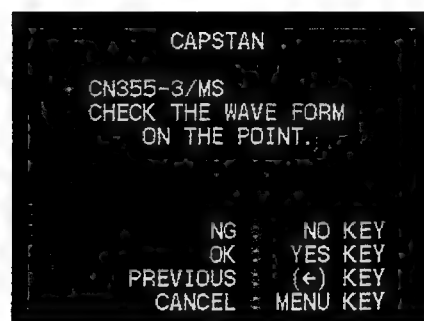 CAPSTAN
CN355-3/MS
CHECK THE WAVE FORM
ON THE POINT.
NG : NO KEY
OK : YES KEY
PREVIOUS : (←) KEY
CANCEL : MENU KEY